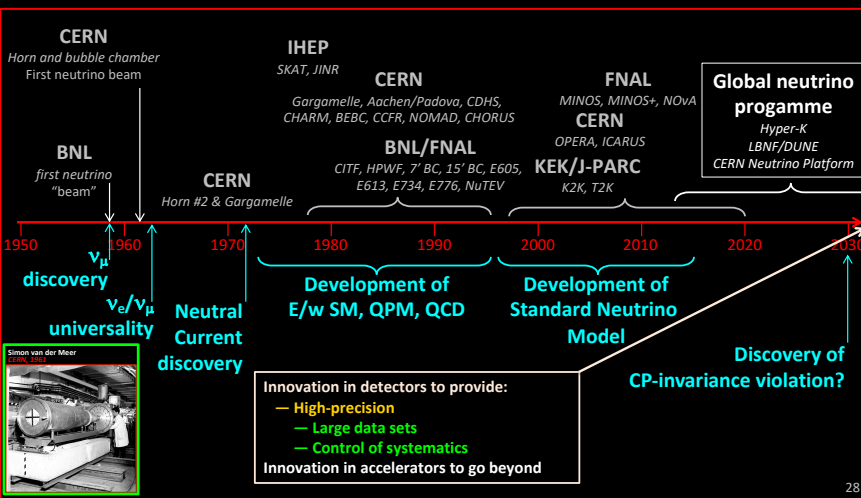 CERN
Horn and bubble chamber
First neutrino beam
BNL
first neutrino
“beam”
CERN
Horn #2 & Gargamelle
IHEP
SKAT, JINR
CERN
Gargamelle, Aachen/Padova, CDHS,
CHARM, BEBC, CCFR, NOMAD, CHORUS
BNL/FNAL
CITF, HPWF, 7’ BC, 15’ BC, E605,
E613, E734, E776, NuTEV
FNAL
MINOS, MINOS+, NOvA
CERN
OPERA, ICARUS
KEK/J-PARC
K2K, T2K
Global neutrino
progamme
Hyper-K
LBNF/DUNE
CERN Neutrino Platform
1950 1960 1970 1980 1990 2000 2010 2020 2030
νμ
discovery
νe/νμ
universality
Neutral
Current
discovery
Development of
E/w SM, QPM, QCD
Development of
Standard Neutrino
Model
Discovery of
CP-invariance violation?
Simon van der Meer
CERN, 1961
Innovation in detectors to provide:
— High-precision
— Large data sets
— Control of systematics
Innovation in accelerators to go beyond
28